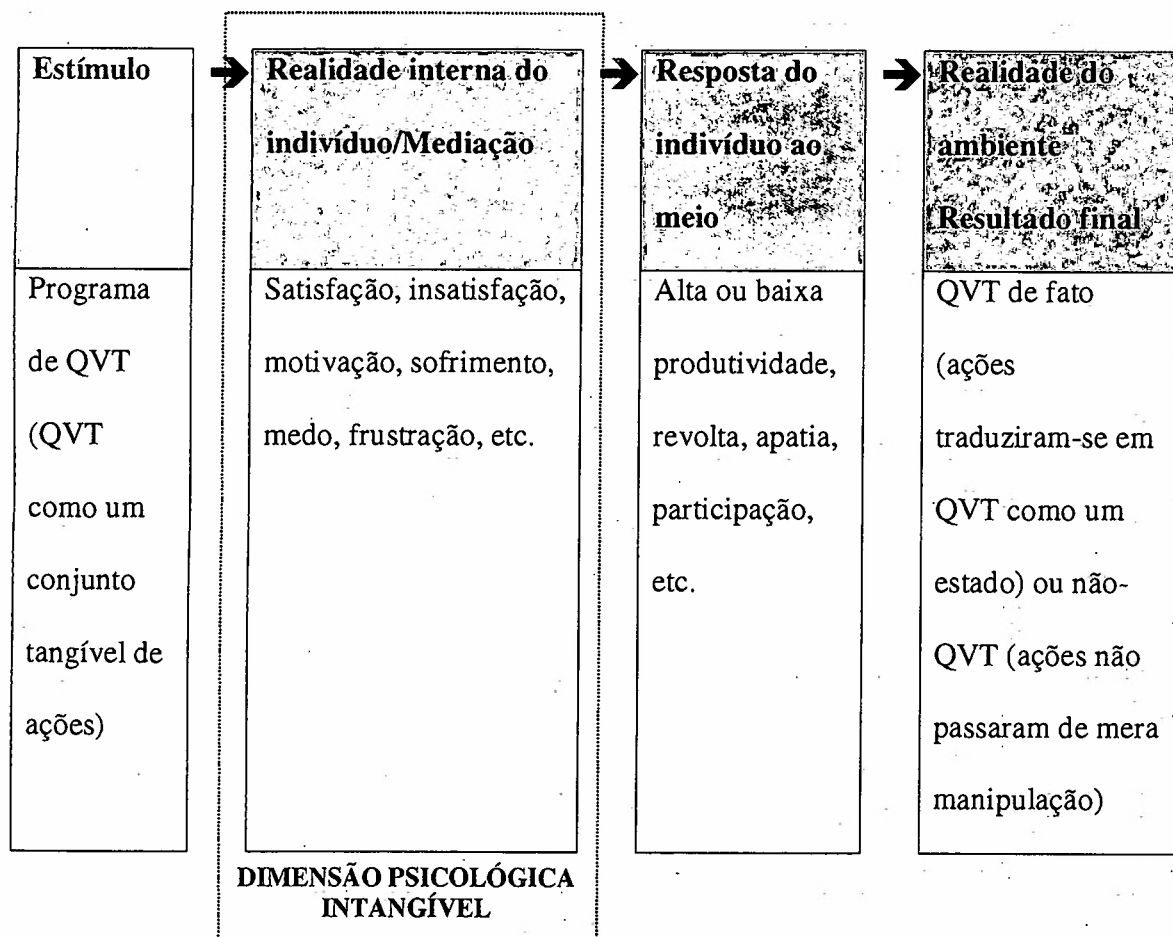 Estímulo
Programa
de QVT
(QVT
como um
conjunto
tangível de
ações)
Realidade interna do
indivíduo/Mediação
Satisfação, insatisfação,
motivação, sofrimento,
medo, frustração, etc.
DIMENSÃO PSICOLÓGICA
INTANGÍVEL
Resposta do
indivíduo ao
meio
Alta ou baixa
produtividade,
revolta, apatia,
participação,
etc.
Realidade do
ambiente
Resultado final
QVT de fato
(ações
traduziram-se em
QVT como um
estado) ou não-
QVT (ações não
passaram de mera
manipulação)